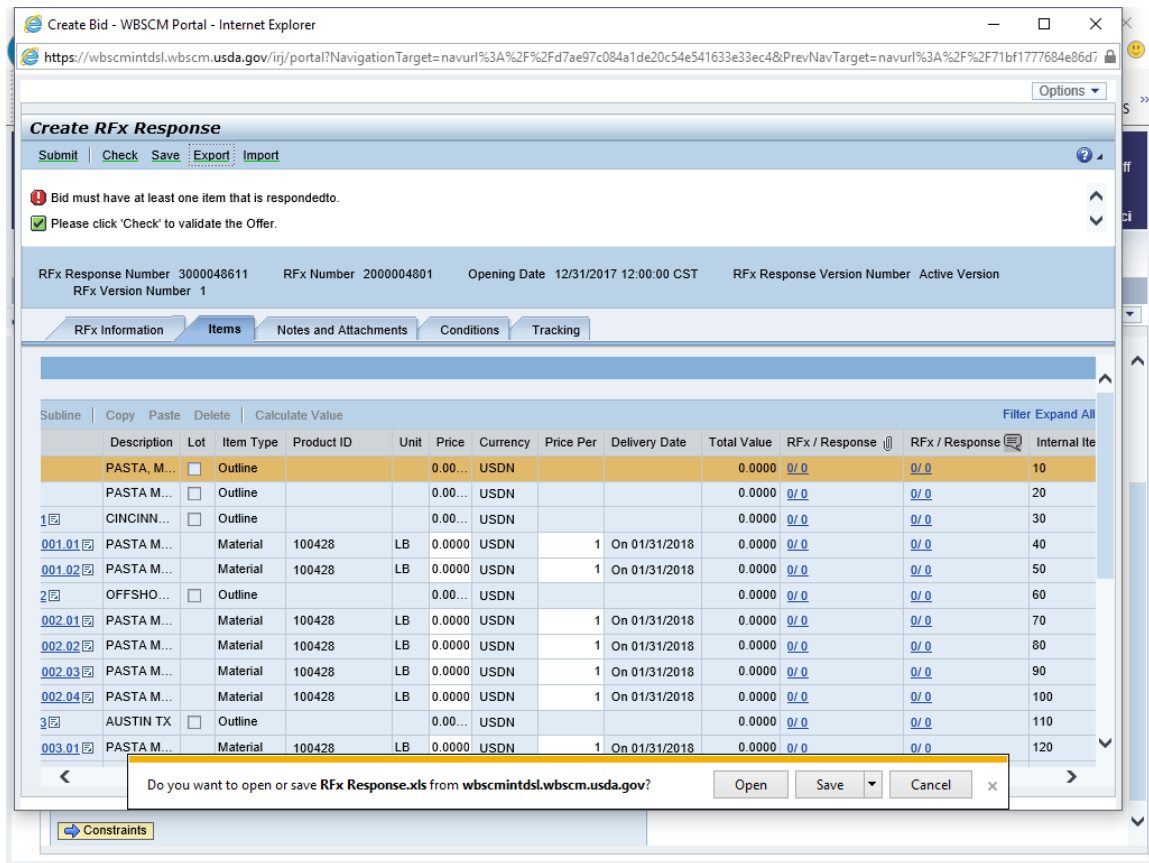 Create Bid - WBSCM Portal - Internet Explorer
https://wbscmintdsl.wbscm.usda.gov/irj/portal?NavigationTarget=navurl%3A%2F%2Fd7ae97c084a1de20c54e541633e33ec4&PrevNavTarget=navurl%3A%2F%2F71bf1777684e86d7
Options
S
Create RFx Response
Submit Check Save Export Import
ff
Bid must have at least one item that is respondedto.
Please click 'Check' to validate the Offer.
ci
RFx Response Number 3000048611 RFx Number 2000004801 Opening Date 12/31/2017 12:00:00 CST RFx Response Version Number Active Version
RFx Version Number 1
RFx Information Items Notes and Attachments Conditions Tracking
Subline Copy Paste Delete Calculate Value Filter Expand All
Description Lot Item Type Product ID Unit Price Currency Price Per Delivery Date Total Value RFx / Response RFx / Response Internal Ite
PASTA, M... Outline 0.00... USDN 0.0000 0/ 0 0/ 0 10
PASTA M... Outline 0.00... USDN 0.0000 0/ 0 0/ 0 20
1 CINCINN... Outline 0.00... USDN 0.0000 0/ 0 0/ 0 30
001.01 PASTA M... Material 100428 LB 0.0000 USDN 1 On 01/31/2018 0.0000 0/ 0 0/ 0 40
001.02 PASTA M... Material 100428 LB 0.0000 USDN 1 On 01/31/2018 0.0000 0/ 0 0/ 0 50
2 OFFSHO... Outline 0.00... USDN 0.0000 0/ 0 0/ 0 60
002.01 PASTA M... Material 100428 LB 0.0000 USDN 1 On 01/31/2018 0.0000 0/ 0 0/ 0 70
002.02 PASTA M... Material 100428 LB 0.0000 USDN 1 On 01/31/2018 0.0000 0/ 0 0/ 0 80
002.03 PASTA M... Material 100428 LB 0.0000 USDN 1 On 01/31/2018 0.0000 0/ 0 0/ 0 90
002.04 PASTA M... Material 100428 LB 0.0000 USDN 1 On 01/31/2018 0.0000 0/ 0 0/ 0 100
3 AUSTIN TX Outline 0.00... USDN 0.0000 0/ 0 0/ 0 110
003.01 PASTA M... Material 100428 LB 0.0000 USDN 1 On 01/31/2018 0.0000 0/ 0 0/ 0 120
Do you want to open or save RFx Response.xls from wbscmintdsl.wbscm.usda.gov? Open Save Cancel
Constraints